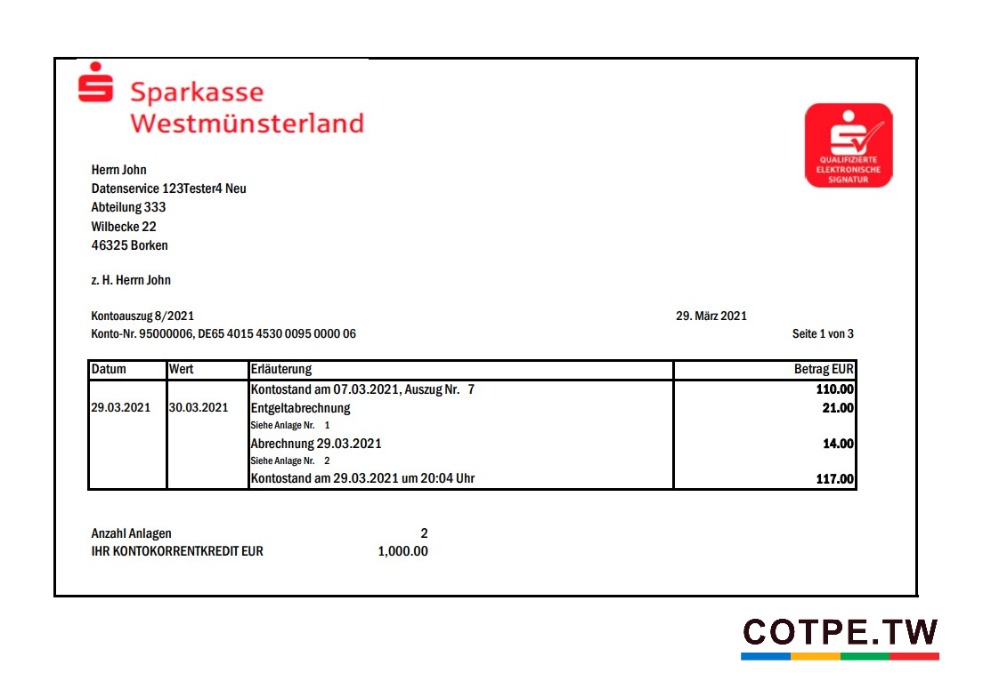 Sparkasse
Westmünsterland
QUALIFIZIERTE
ELEKTRONISCHE
SIGNATUR
Herrn John
Datenservice 123Tester4 Neu
Abteilung 333
Wilbecke 22
46325 Borken
z. H. Herrn John
Kontoauszug 8/2021 29. März 2021
Konto-Nr. 95000006, DE65 4015 4530 0095 0000 06 Seite 1 von 3
Datum Wert Erläuterung Betrag EUR
Kontostand am 07.03.2021, Auszug Nr. 7 110.00
29.03.2021 30.03.2021 Entgeltabrechnung 21.00
Siehe Anlage Nr. 1
Abrechnung 29.03.2021 14.00
Siehe Anlage Nr. 2
Kontostand am 29.03.2021 um 20:04 Uhr 117.00
Anzahl Anlagen 2
IHR KONTOKORRENTKREDIT EUR 1,000.00
COTPE.TW